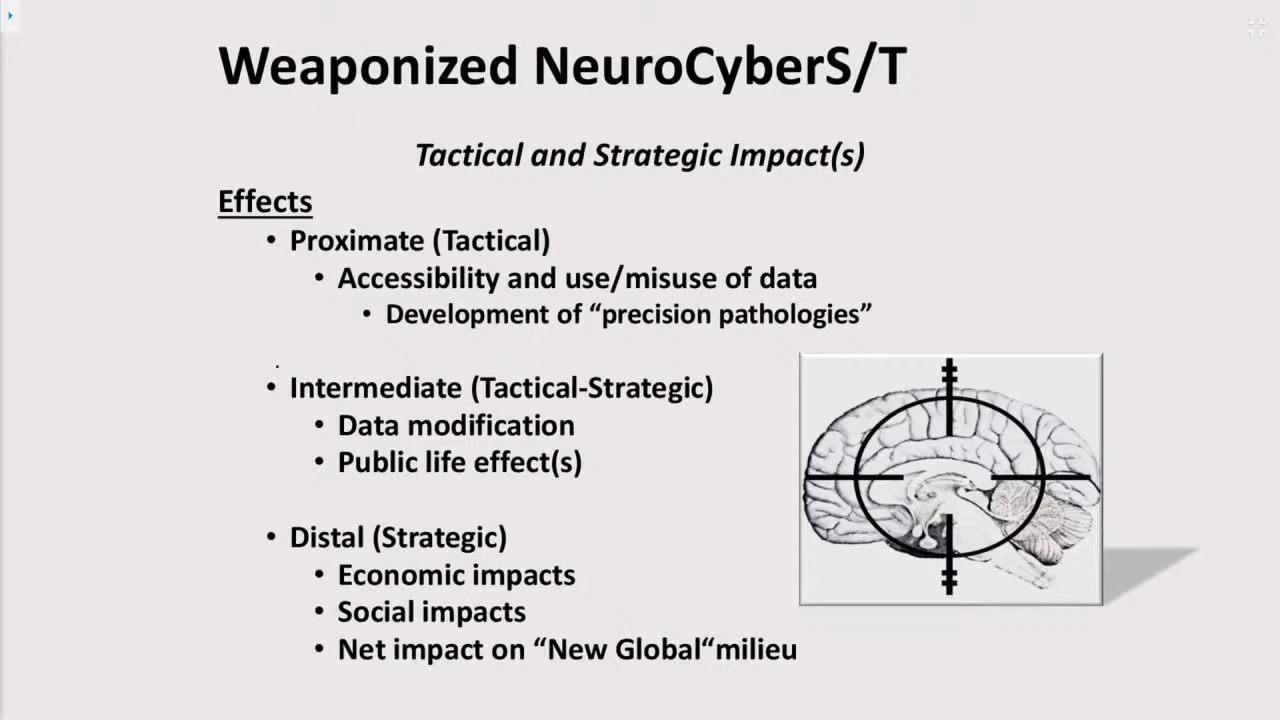 Weaponized NeuroCyberS/T
Tactical and Strategic Impact(s)
Effects
• Proximate (Tactical)
• Accessibility and use/misuse of data
• Development of “precision pathologies”
• Intermediate (Tactical-Strategic)
• Data modification
• Public life effect(s)
• Distal (Strategic)
• Economic impacts
• Social impacts
• Net impact on “New Global“milieu